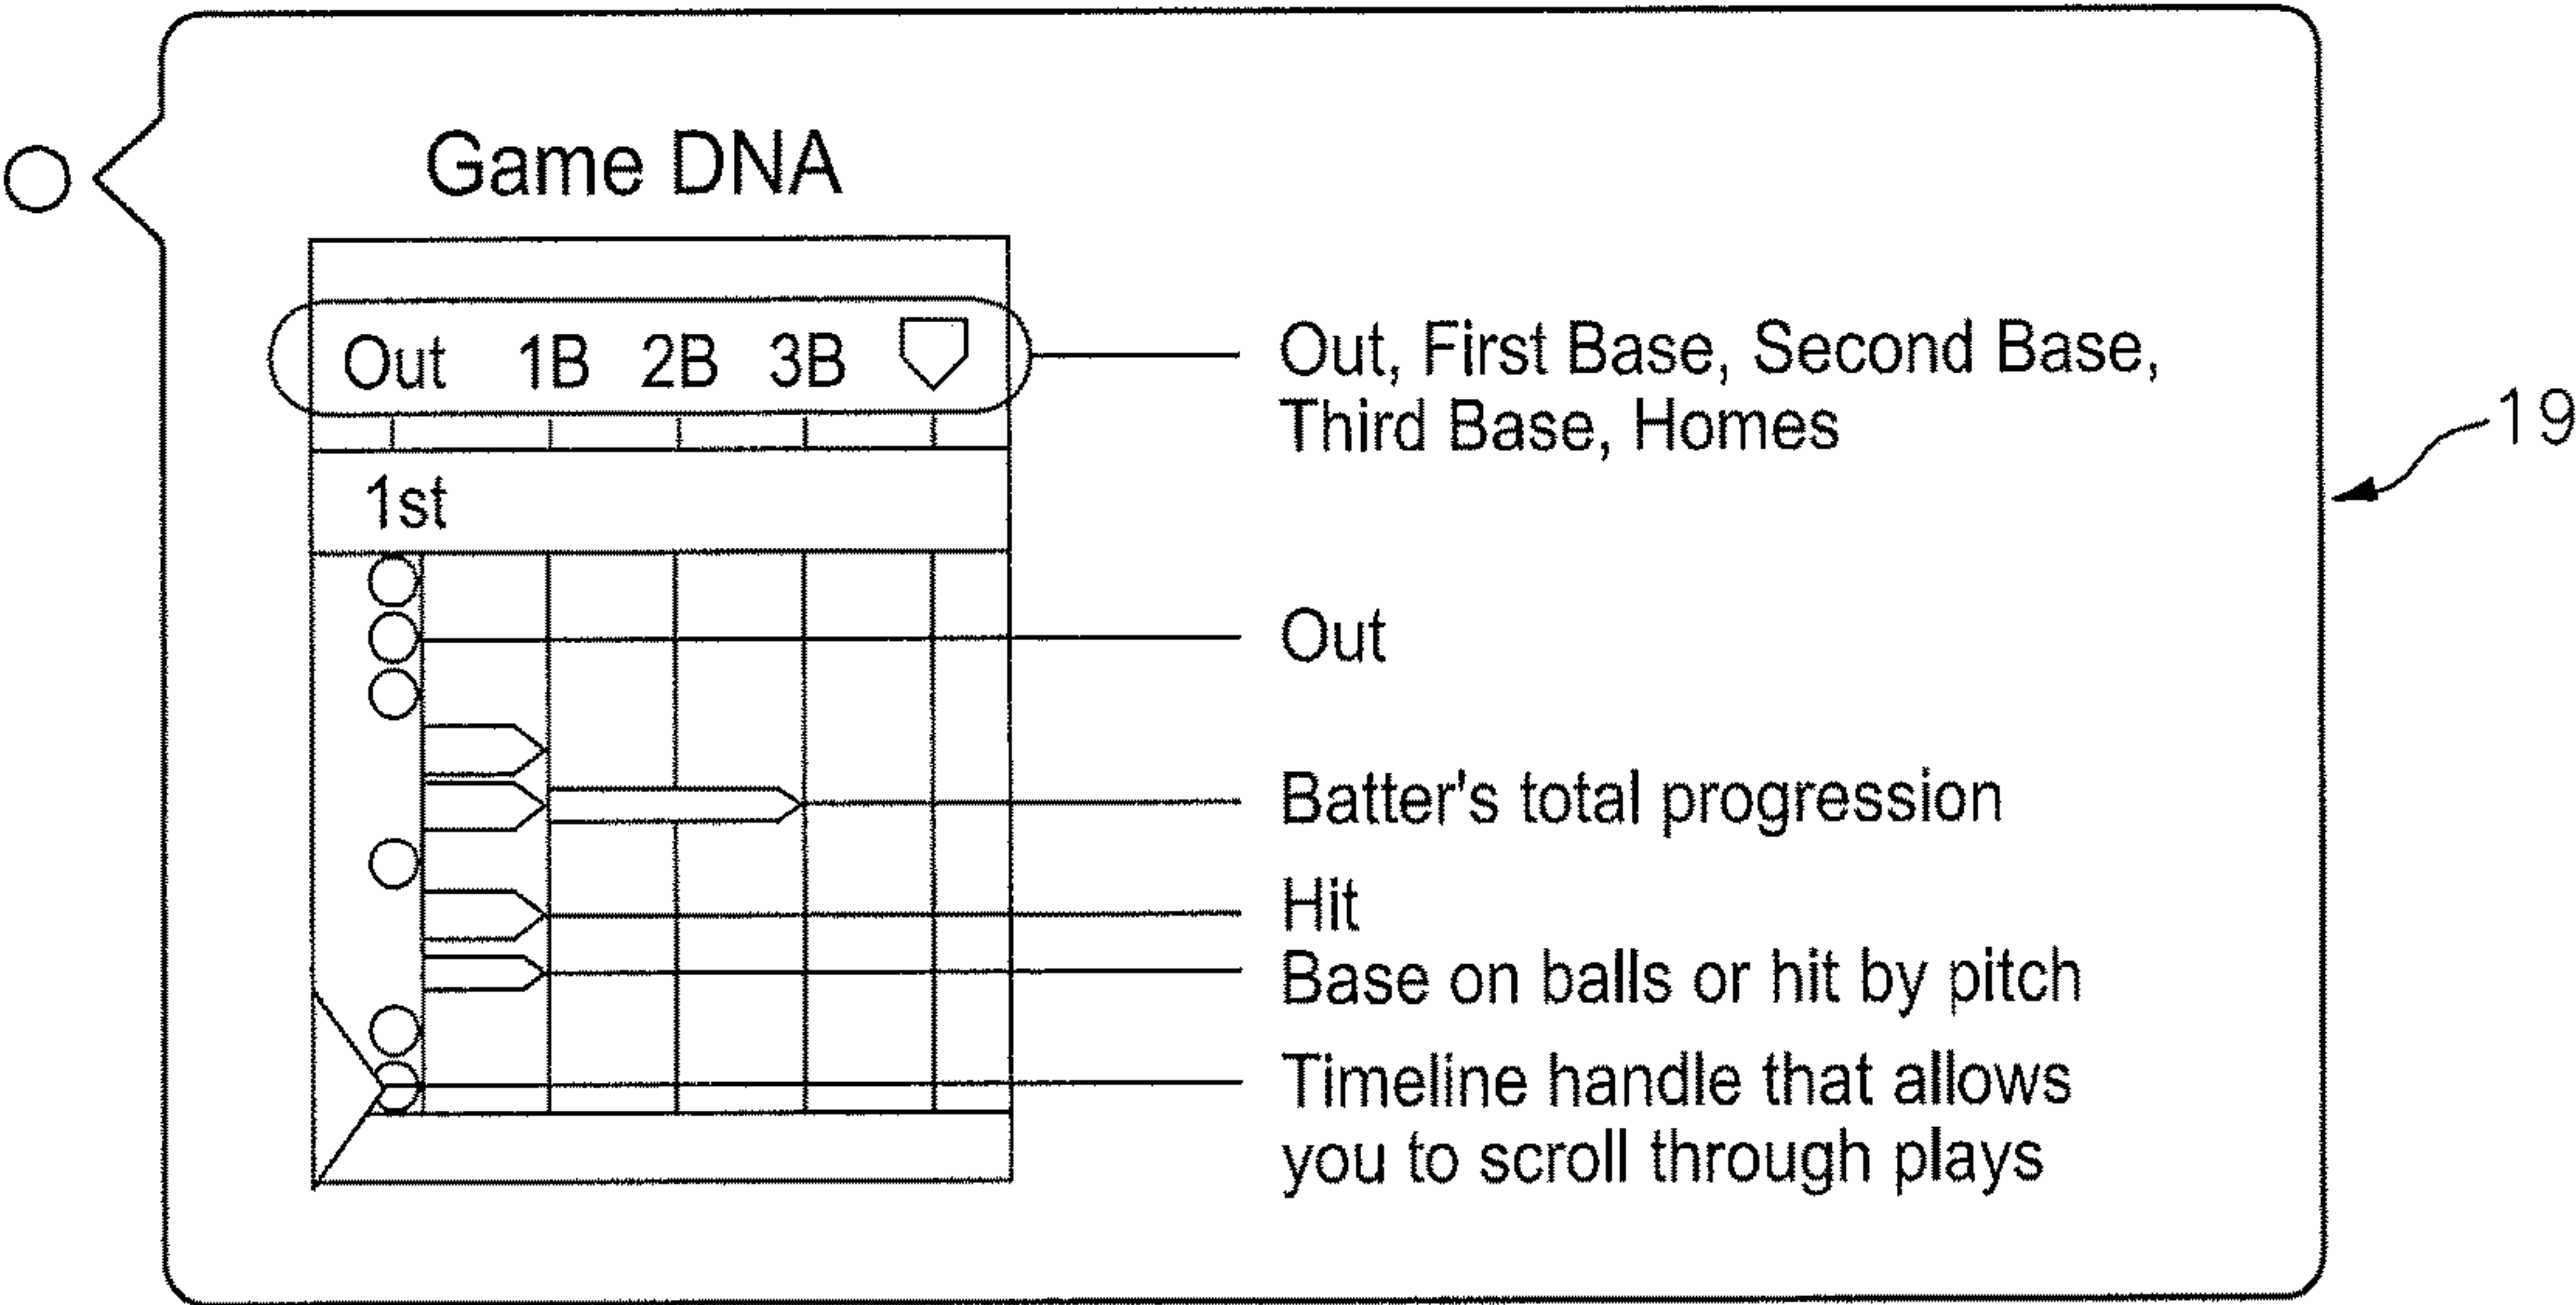 Game DNA
Out 1B 2B 3B
Out, First Base, Second Base,
Third Base, Homes
19
1st
Out
Batter's total progression
Hit
Base on balls or hit by pitch
Timeline handle that allows
you to scroll through plays